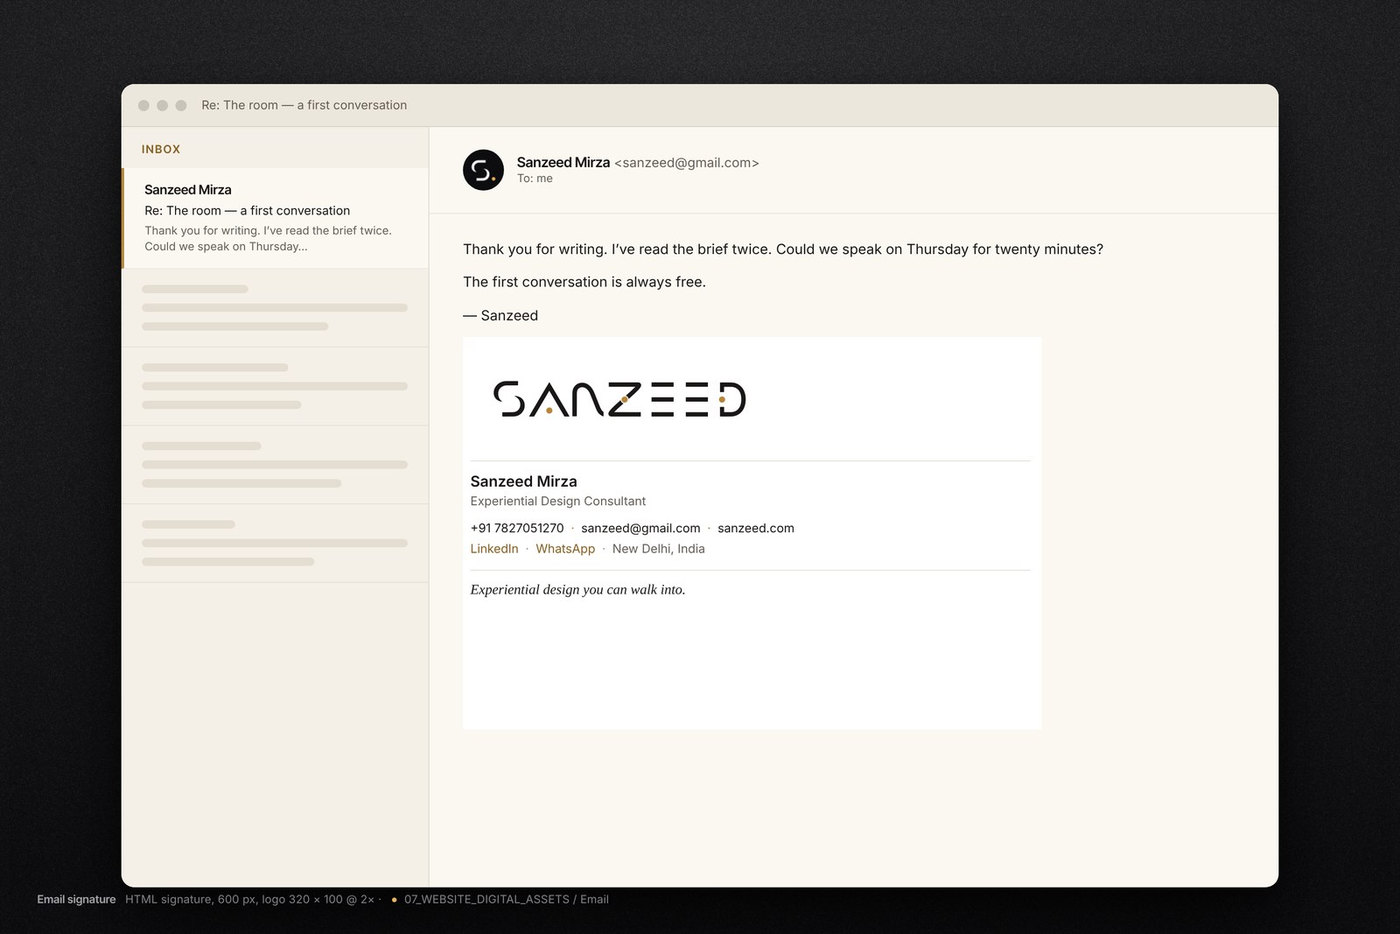 Re: The room — a first conversation
INBOX
Sanzeed Mirza
Re: The room — a first conversation
Thank you for writing. I’ve read the brief twice.
Could we speak on Thursday…
S.
Sanzeed Mirza <sanzeed@gmail.com>
To: me
Thank you for writing. I’ve read the brief twice. Could we speak on Thursday for twenty minutes?
The first conversation is always free.
— Sanzeed
SANZEED
Sanzeed Mirza
Experiential Design Consultant
+91 7827051270 · sanzeed@gmail.com · sanzeed.com
LinkedIn · WhatsApp · New Delhi, India
Experiential design you can walk into.
Email signature HTML signature, 600 px, logo 320 × 100 @ 2× · • 07_WEBSITE_DIGITAL_ASSETS / Email